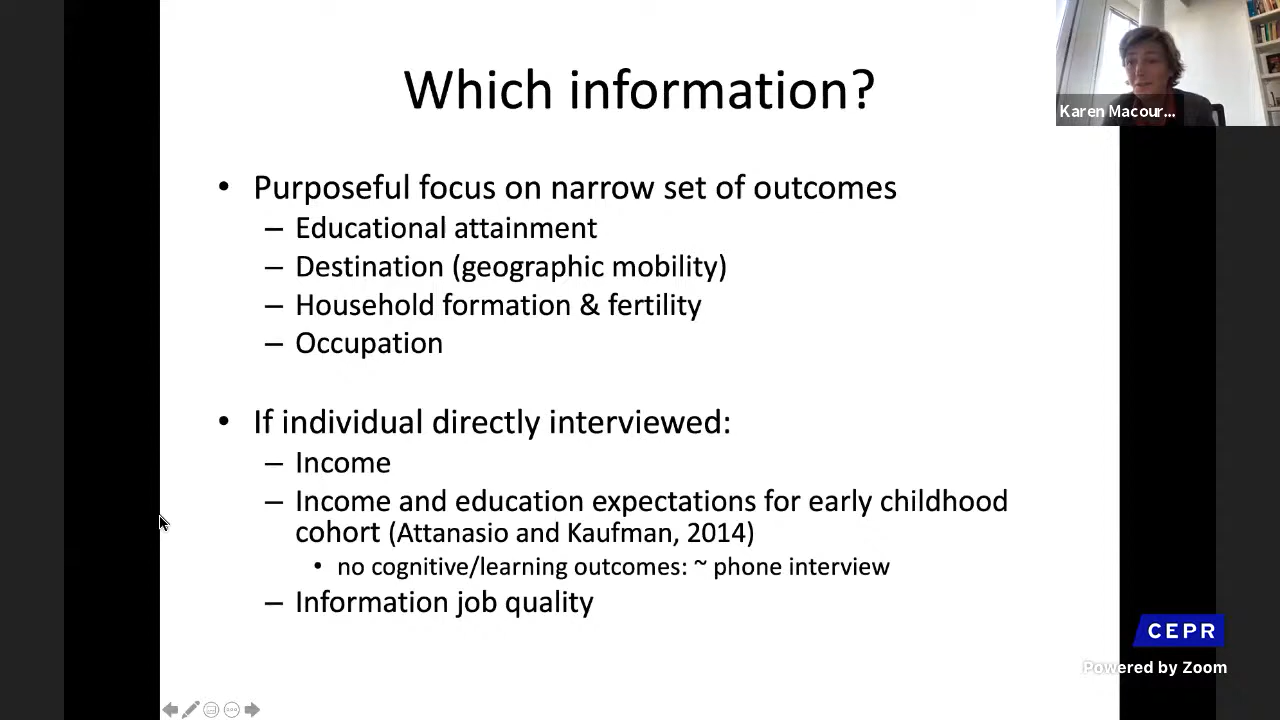 Which information?
Karen Macour...
• Purposeful focus on narrow set of outcomes
– Educational attainment
– Destination (geographic mobility)
– Household formation & fertility
– Occupation
• If individual directly interviewed:
– Income
– Income and education expectations for early childhood
cohort (Attanasio and Kaufman, 2014)
• no cognitive/learning outcomes: ~ phone interview
– Information job quality
CEPR
Powered by Zoom